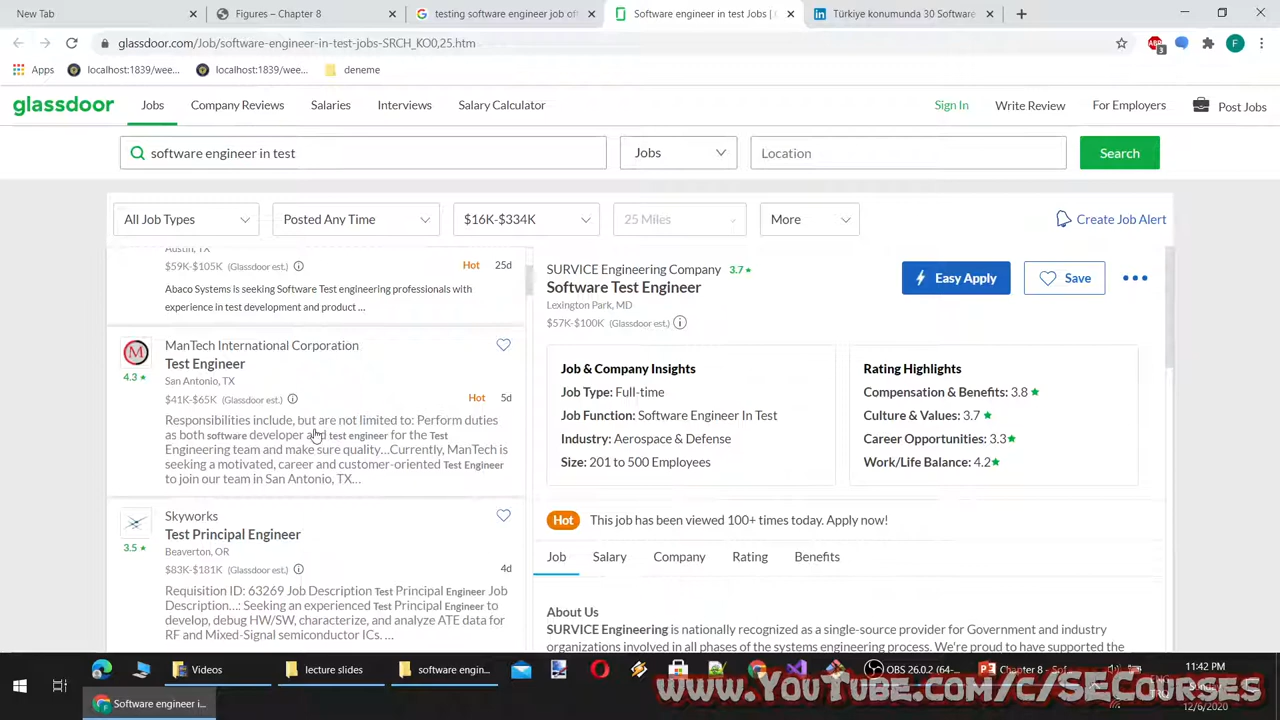 New Tab
Figures – Chapter 8
testing software engineer job of
Software engineer in test Jobs | G
Türkiye konumunda 30 Software
glassdoor.com/Job/software-engineer-in-test-jobs-SRCH_KO0,25.htm
Apps
localhost:1839/wee...
localhost:1839/wee...
deneme
glassdoor
Jobs
Company Reviews
Salaries
Interviews
Salary Calculator
Sign In
Write Review
For Employers
Post Jobs
software engineer in test
Jobs
Location
Search
All Job Types
Posted Any Time
$16K-$334K
25 Miles
More
Create Job Alert
Austin, TX
$59K-$105K (Glassdoor est.)
Hot 25d
Abaco Systems is seeking Software Test engineering professionals with
experience in test development and product ...
ManTech International Corporation
Test Engineer
4.3
San Antonio, TX
$41K-$65K (Glassdoor est.)
Hot 5d
Responsibilities include, but are not limited to: Perform duties
as both software developer and test engineer for the Test
Engineering team and make sure quality...Currently, ManTech is
seeking a motivated, career and customer-oriented Test Engineer
to join our team in San Antonio, TX...
Skyworks
Test Principal Engineer
3.5
Beaverton, OR
$83K-$181K (Glassdoor est.)
4d
Requisition ID: 63269 Job Description Test Principal Engineer Job
Description...: Seeking an experienced Test Principal Engineer to
develop, debug HW/SW, characterize, and analyze ATE data for
RF and Mixed-Signal semiconductor ICs. ...
SURVICE Engineering Company 3.7
Software Test Engineer
Lexington Park, MD
$57K-$100K (Glassdoor est.)
Easy Apply
Save
Job & Company Insights
Job Type: Full-time
Job Function: Software Engineer In Test
Industry: Aerospace & Defense
Size: 201 to 500 Employees
Rating Highlights
Compensation & Benefits: 3.8
Culture & Values: 3.7
Career Opportunities: 3.3
Work/Life Balance: 4.2
Hot This job has been viewed 100+ times today. Apply now!
Job
Salary
Company
Rating
Benefits
About Us
SURVICE Engineering is nationally recognized as a single-source provider for Government and industry
organizations involved in all phases of the systems engineering process. We're proud to have supported the
Videos
lecture slides
software engin...
OBS 26.0.2 (64-...
Chapter 8 - Sof...
11:42 PM
Sunday
12/6/2020
Software engineer i...
www.YouTube.com/c/SECourses